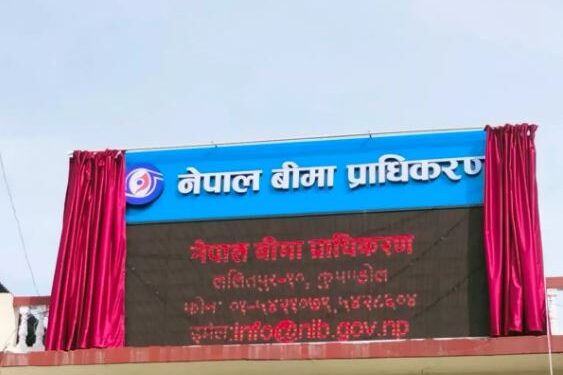 नेपाल बीमा प्राधिकरण
नेपाल बीमा प्राधिकरण
ललितपुर-१०, कुपण्डोल
फोन: ०१-५४२१०७९, ५४२८६०४
इमेल:info@nib.gov.np